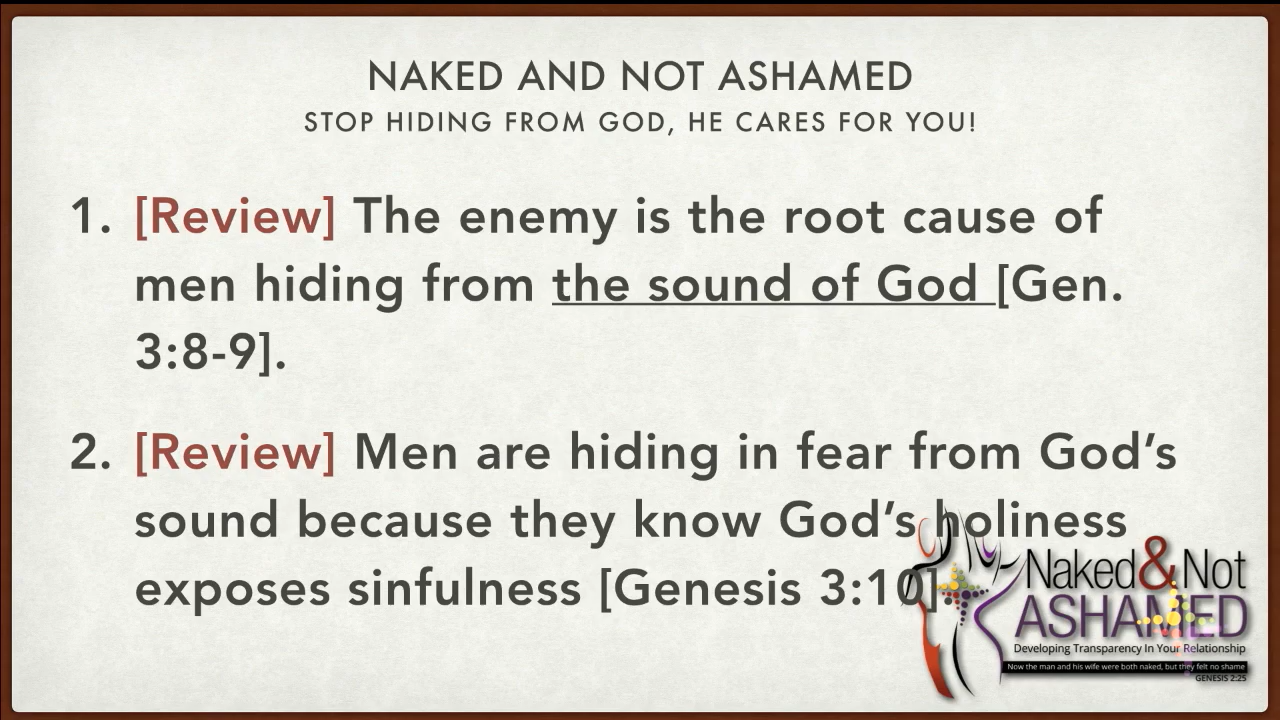 NAKED AND NOT ASHAMED
STOP HIDING FROM GOD, HE CARES FOR YOU!
1. [Review] The enemy is the root cause of
men hiding from the sound of God [Gen.
3:8-9].
2. [Review] Men are hiding in fear from God’s
sound because they know God’s holiness
exposes sinfulness [Genesis 3:10].
Naked & Not
ASHAMED
Developing Transparency In Your Relationship
Now the man and his wife were both naked, but they felt no shame
GENESIS 2:25